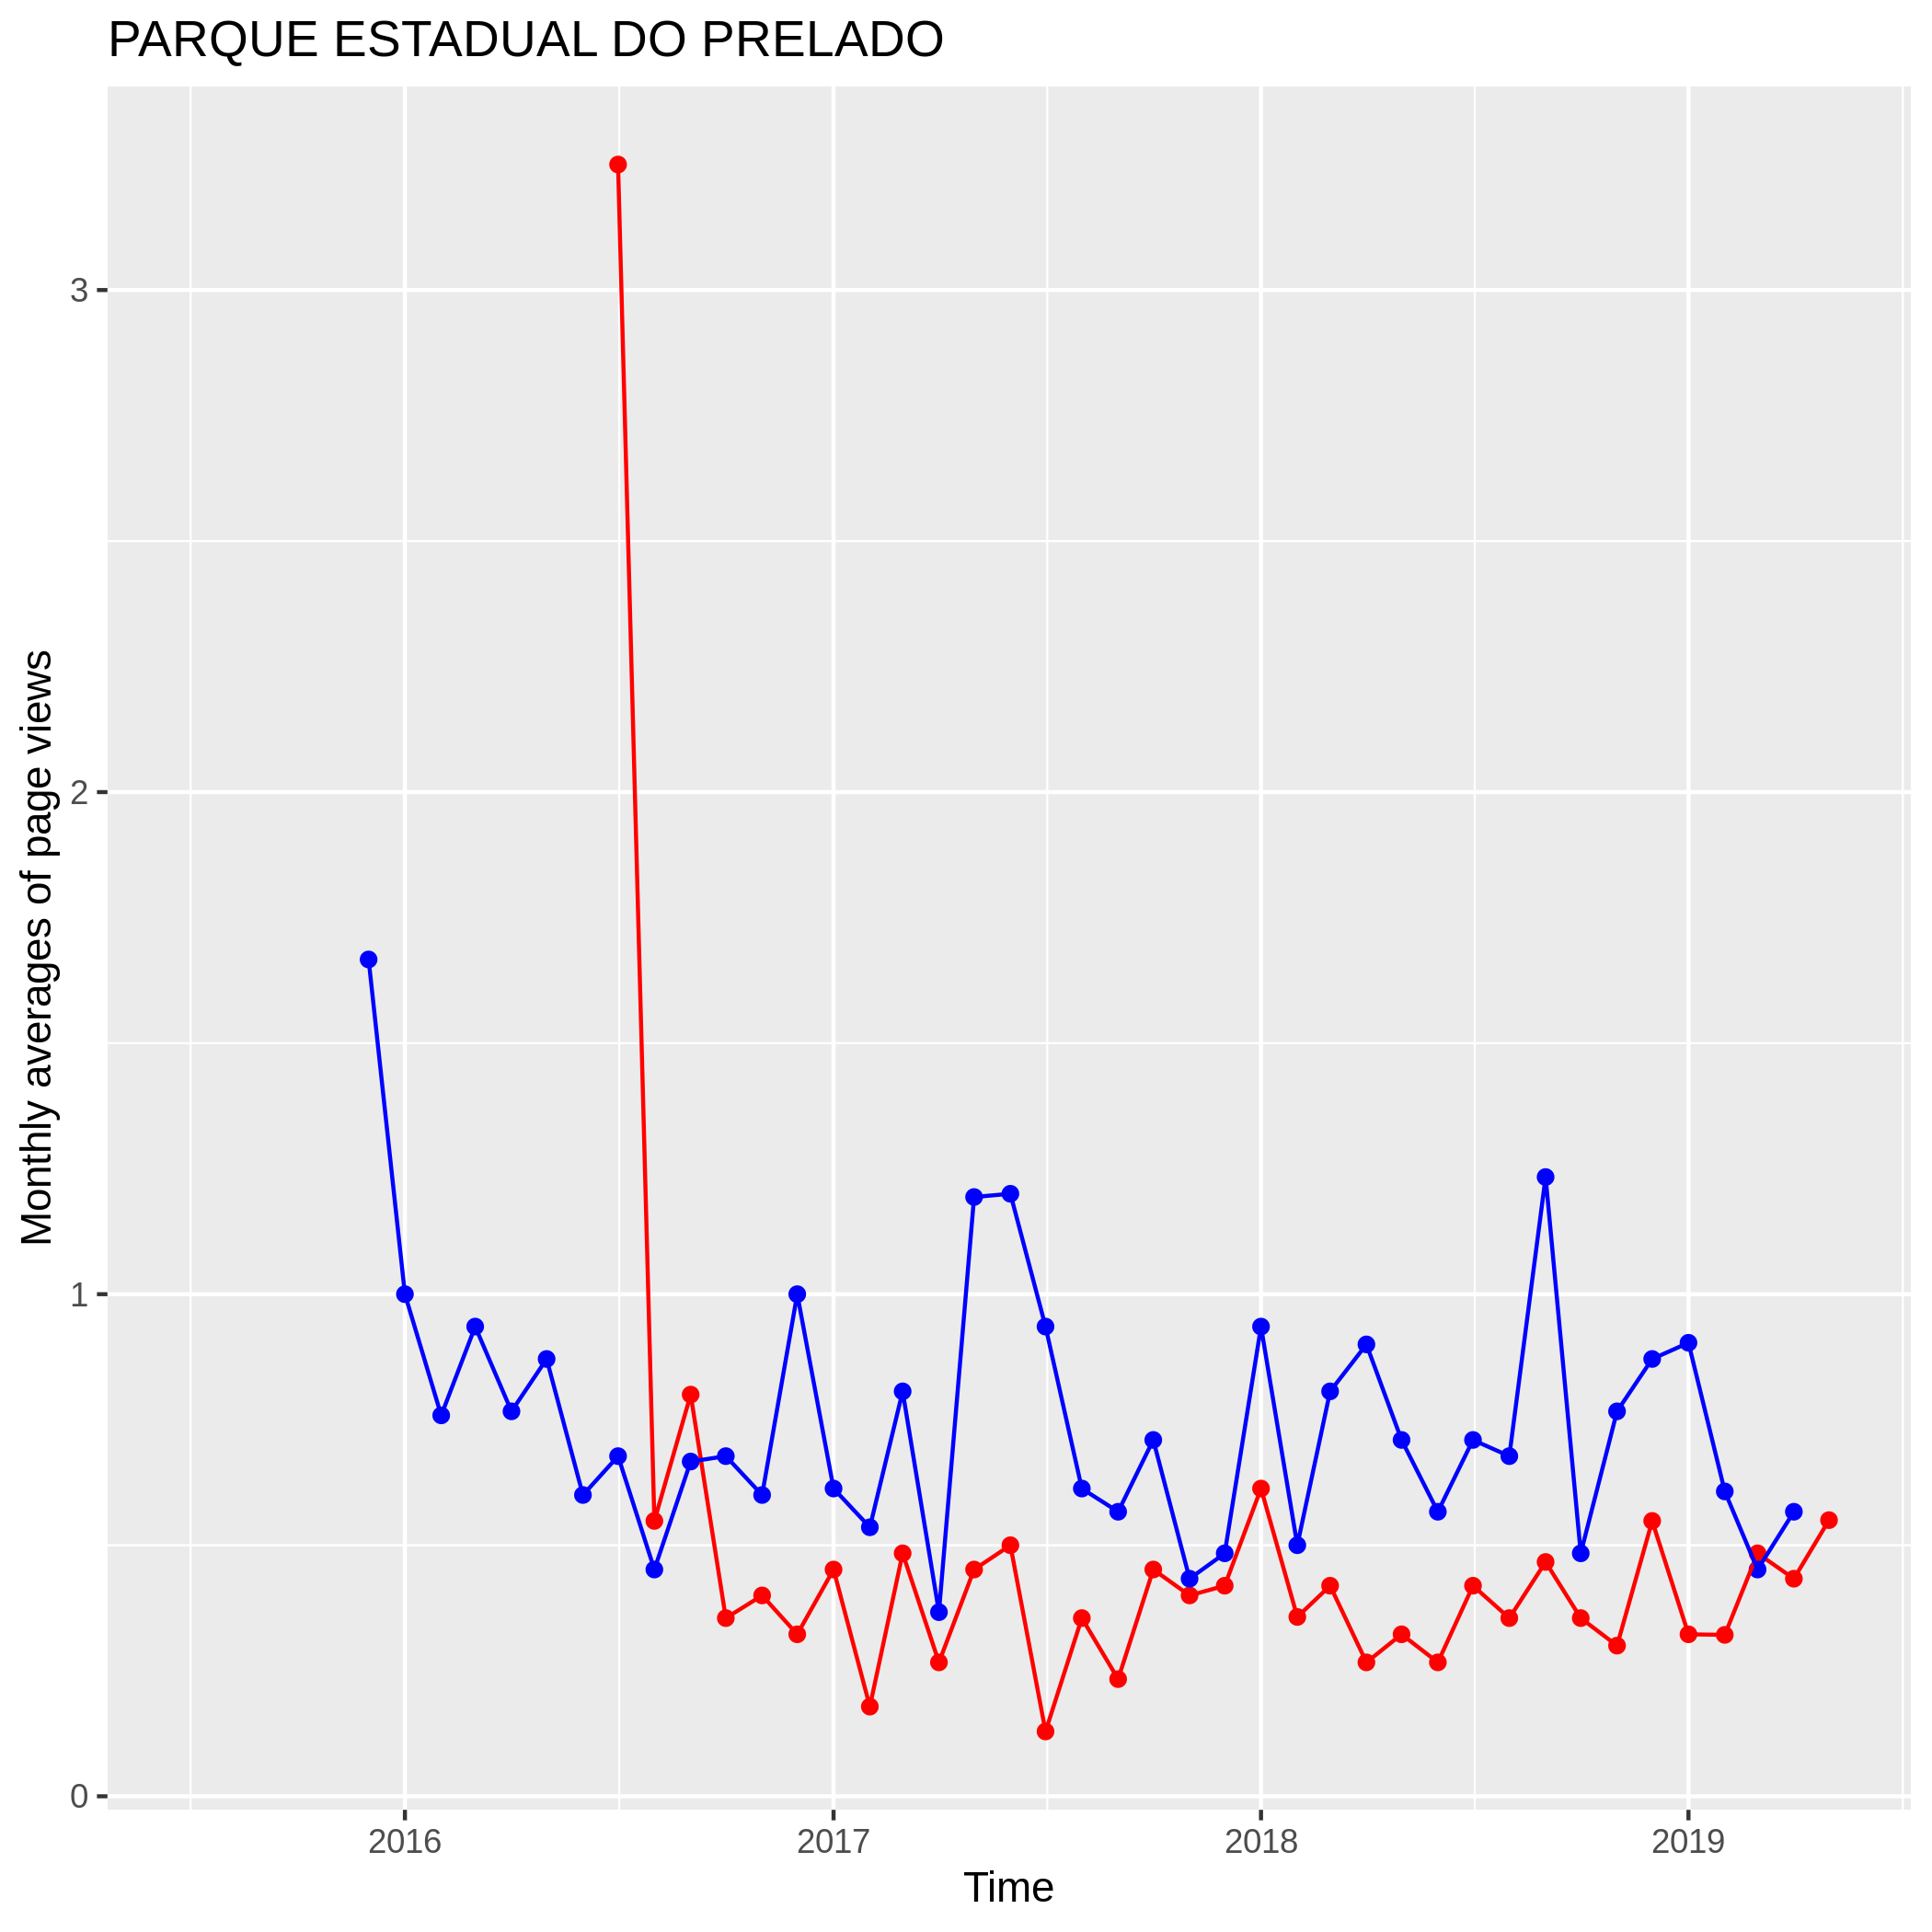 PARQUE ESTADUAL DO PRELADO
Monthly averages of page views
3
2
1
0
2016
2017
2018
2019
Time